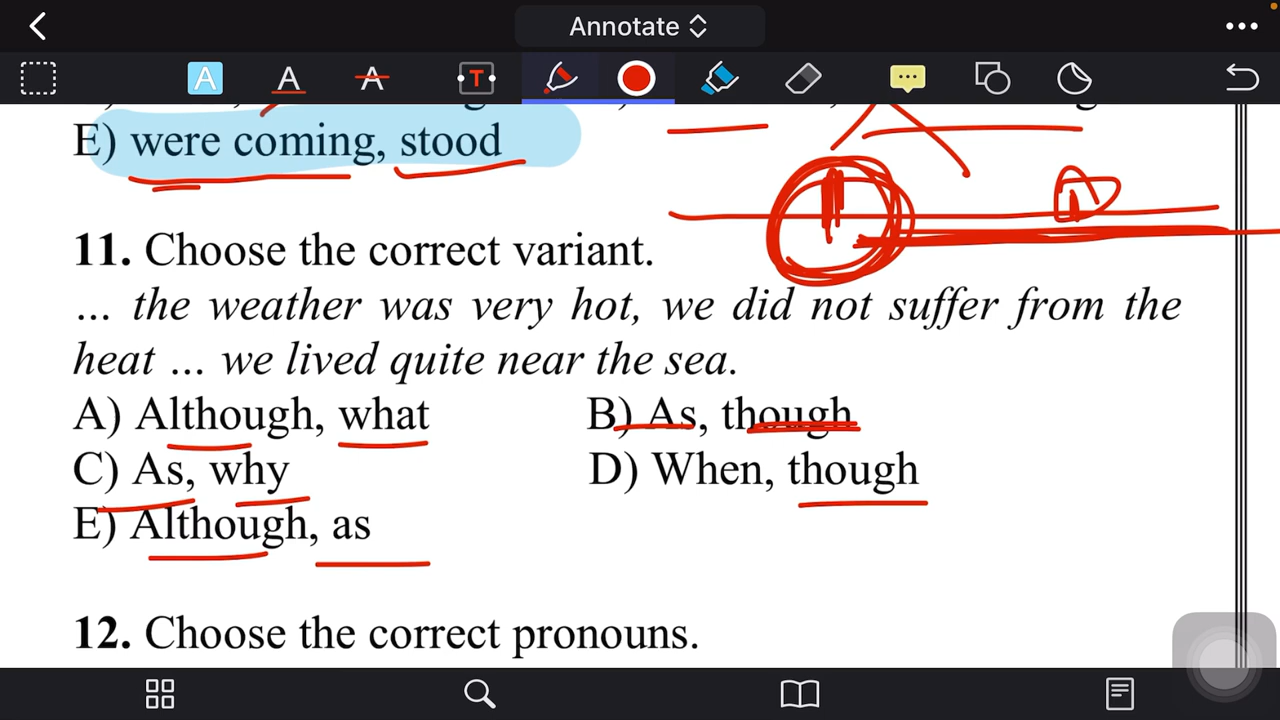 Annotate
A A A T
E) were coming, stood
11. Choose the correct variant.
... the weather was very hot, we did not suffer from the
heat ... we lived quite near the sea.
A) Although, what B) As, though
C) As, why D) When, though
E) Although, as
12. Choose the correct pronouns.